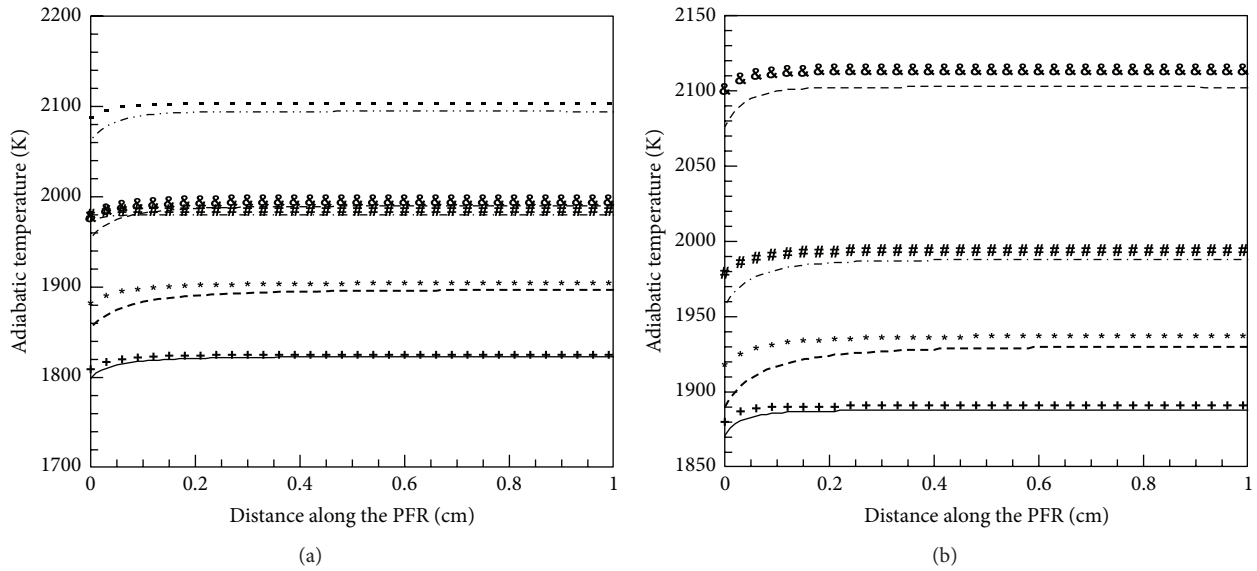 2200
2100
2000
1900
1800
1700
Adiabatic temperature (K)
0 0.2 0.4 0.6 0.8 1
Distance along the PFR (cm)
(a)
2150
2100
2050
2000
1950
1900
1850
Adiabatic temperature (K)
0 0.2 0.4 0.6 0.8 1
Distance along the PFR (cm)
(b)